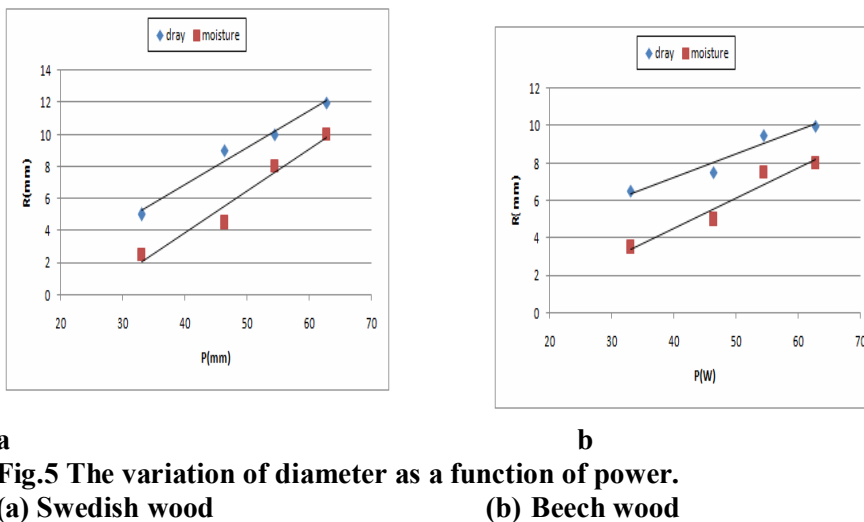 dray moisture
14
12
10
8
6
4
2
0
R(mm)
20 30 40 50 60 70
P(mm)
dray moisture
12
10
8
6
4
2
0
R( mm)
20 30 40 50 60 70
P(W)
a b
Fig.5 The variation of diameter as a function of power.
(a) Swedish wood (b) Beech wood